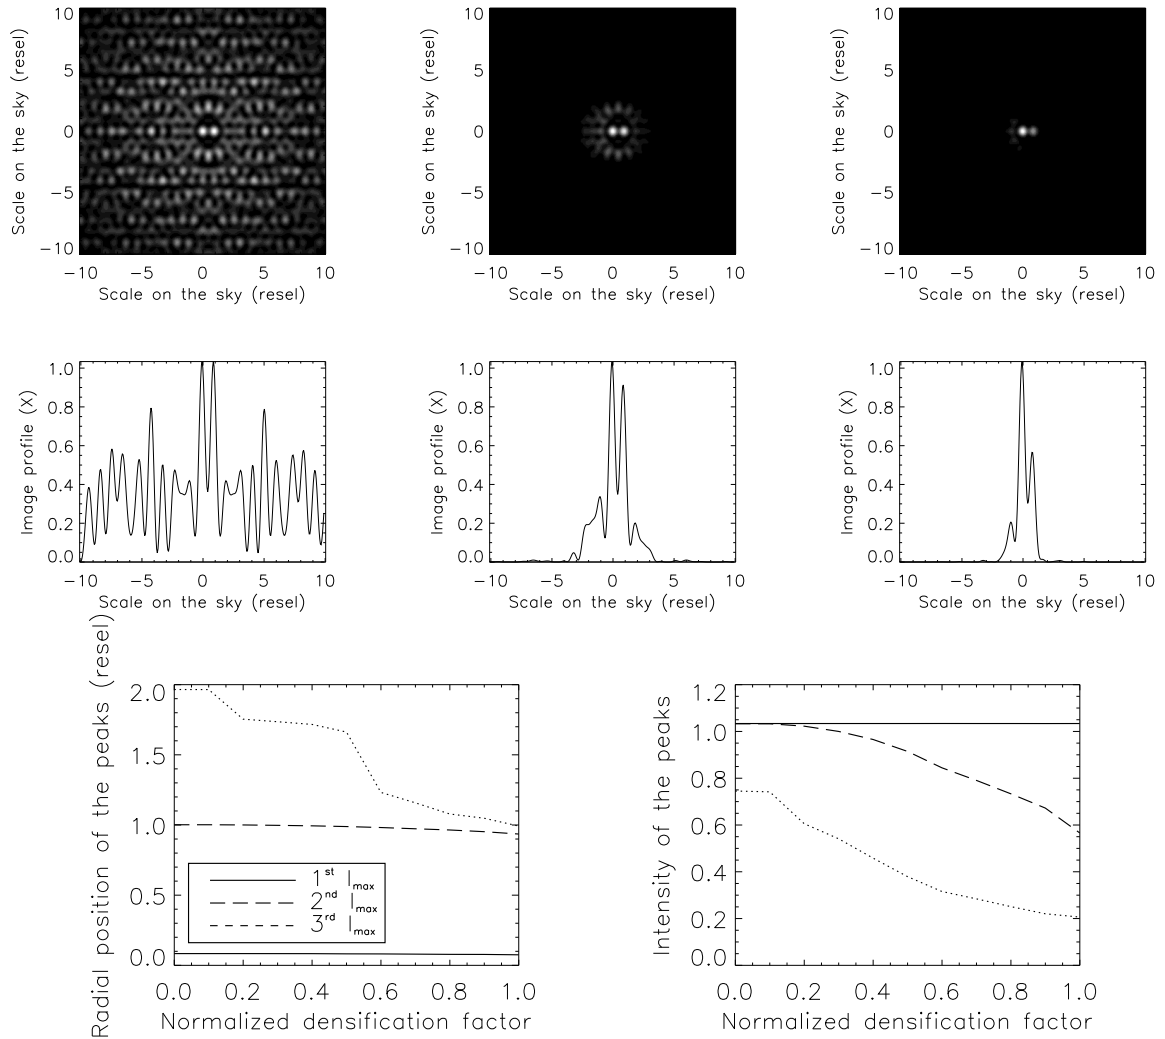 10
5
0
−5
−10
−10 −5 0 5 10
Scale on the sky (resel)
Scale on the sky (resel)
10
5
0
−5
−10
−10 −5 0 5 10
Scale on the sky (resel)
Scale on the sky (resel)
10
5
0
−5
−10
−10 −5 0 5 10
Scale on the sky (resel)
Scale on the sky (resel)
1.0
0.8
0.6
0.4
0.2
0.0
−10 −5 0 5 10
Image profile (X)
Scale on the sky (resel)
1.0
0.8
0.6
0.4
0.2
0.0
−10 −5 0 5 10
Image profile (X)
Scale on the sky (resel)
1.0
0.8
0.6
0.4
0.2
0.0
−10 −5 0 5 10
Image profile (X)
Scale on the sky (resel)
Radial position of the peaks (resel)
2.0
1.5
1.0
0.5
0.0
1st Imax
2nd Imax
3rd Imax
0.0 0.2 0.4 0.6 0.8 1.0
Normalized densification factor
Intensity of the peaks
1.2
1.0
0.8
0.6
0.4
0.2
0.0
0.0 0.2 0.4 0.6 0.8 1.0
Normalized densification factor